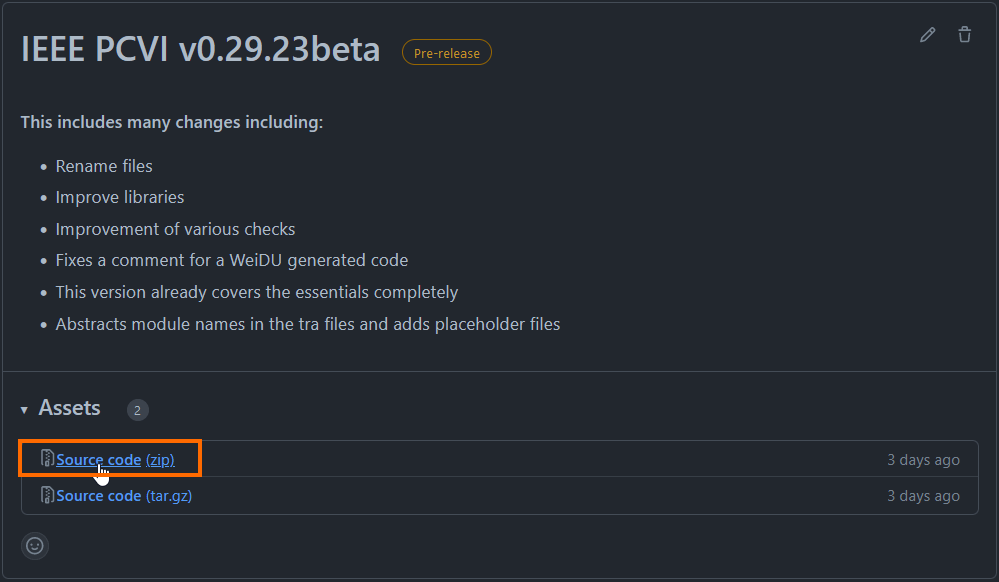 IEEE PCVI v0.29.23beta Pre-release
This includes many changes including:
Rename files
Improve libraries
Improvement of various checks
Fixes a comment for a WeiDU generated code
This version already covers the essentials completely
Abstracts module names in the tra files and adds placeholder files
Assets 2
Source code (zip) 3 days ago
Source code (tar.gz) 3 days ago